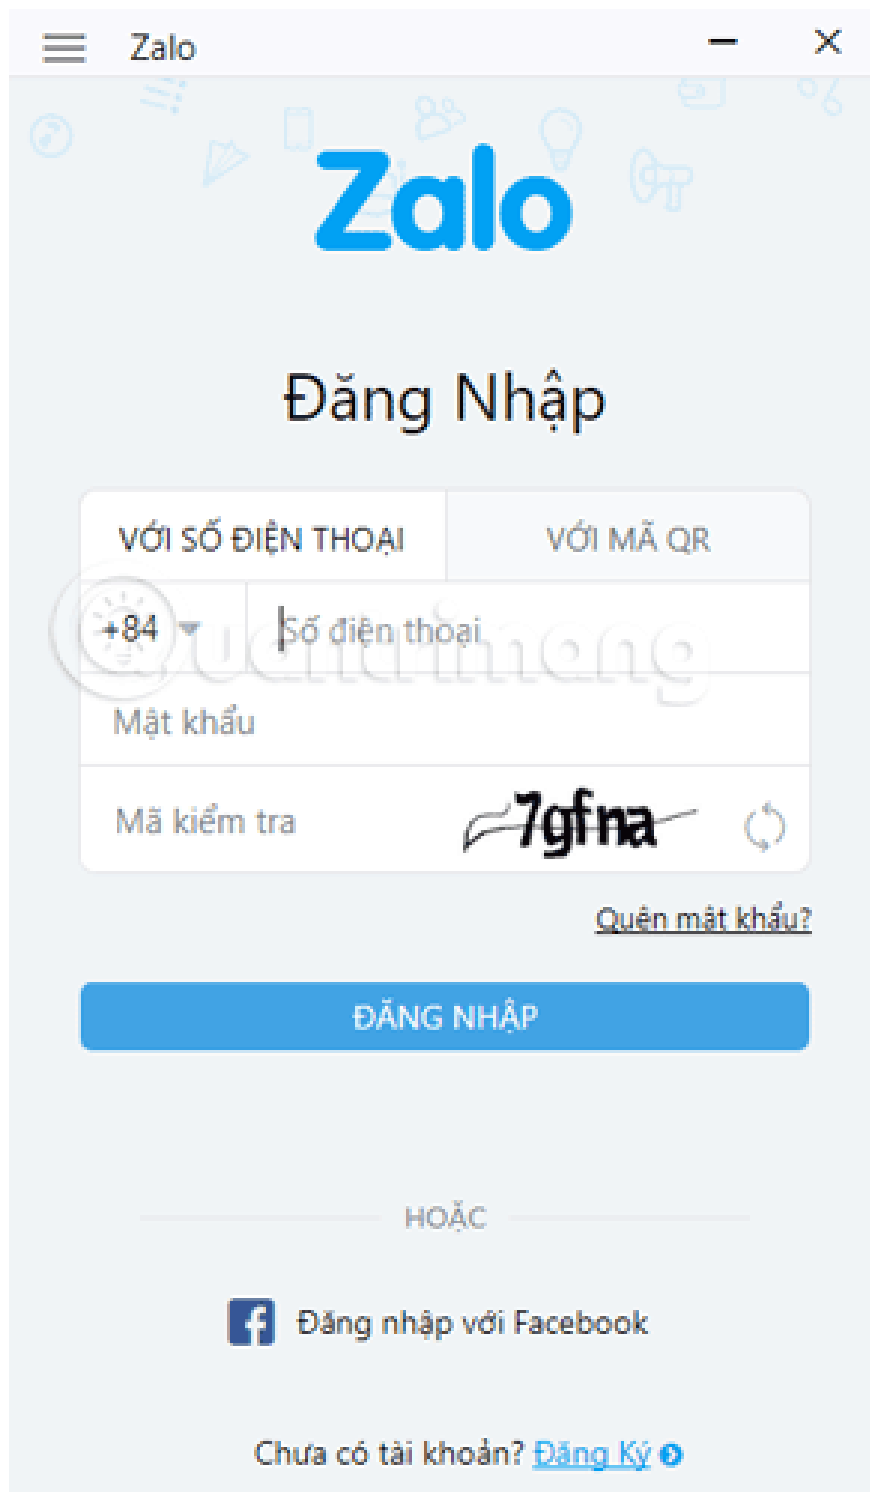 Zalo
Zalo
Đăng Nhập
VỚI SỐ ĐIỆN THOẠI VỚI MÃ QR
+84 Số điện thoại
Quantrimang
Mật khẩu
Mã kiểm tra 7gfna
Quên mật khẩu?
ĐĂNG NHẬP
HOẶC
Đăng nhập với Facebook
Chưa có tài khoản? Đăng Ký